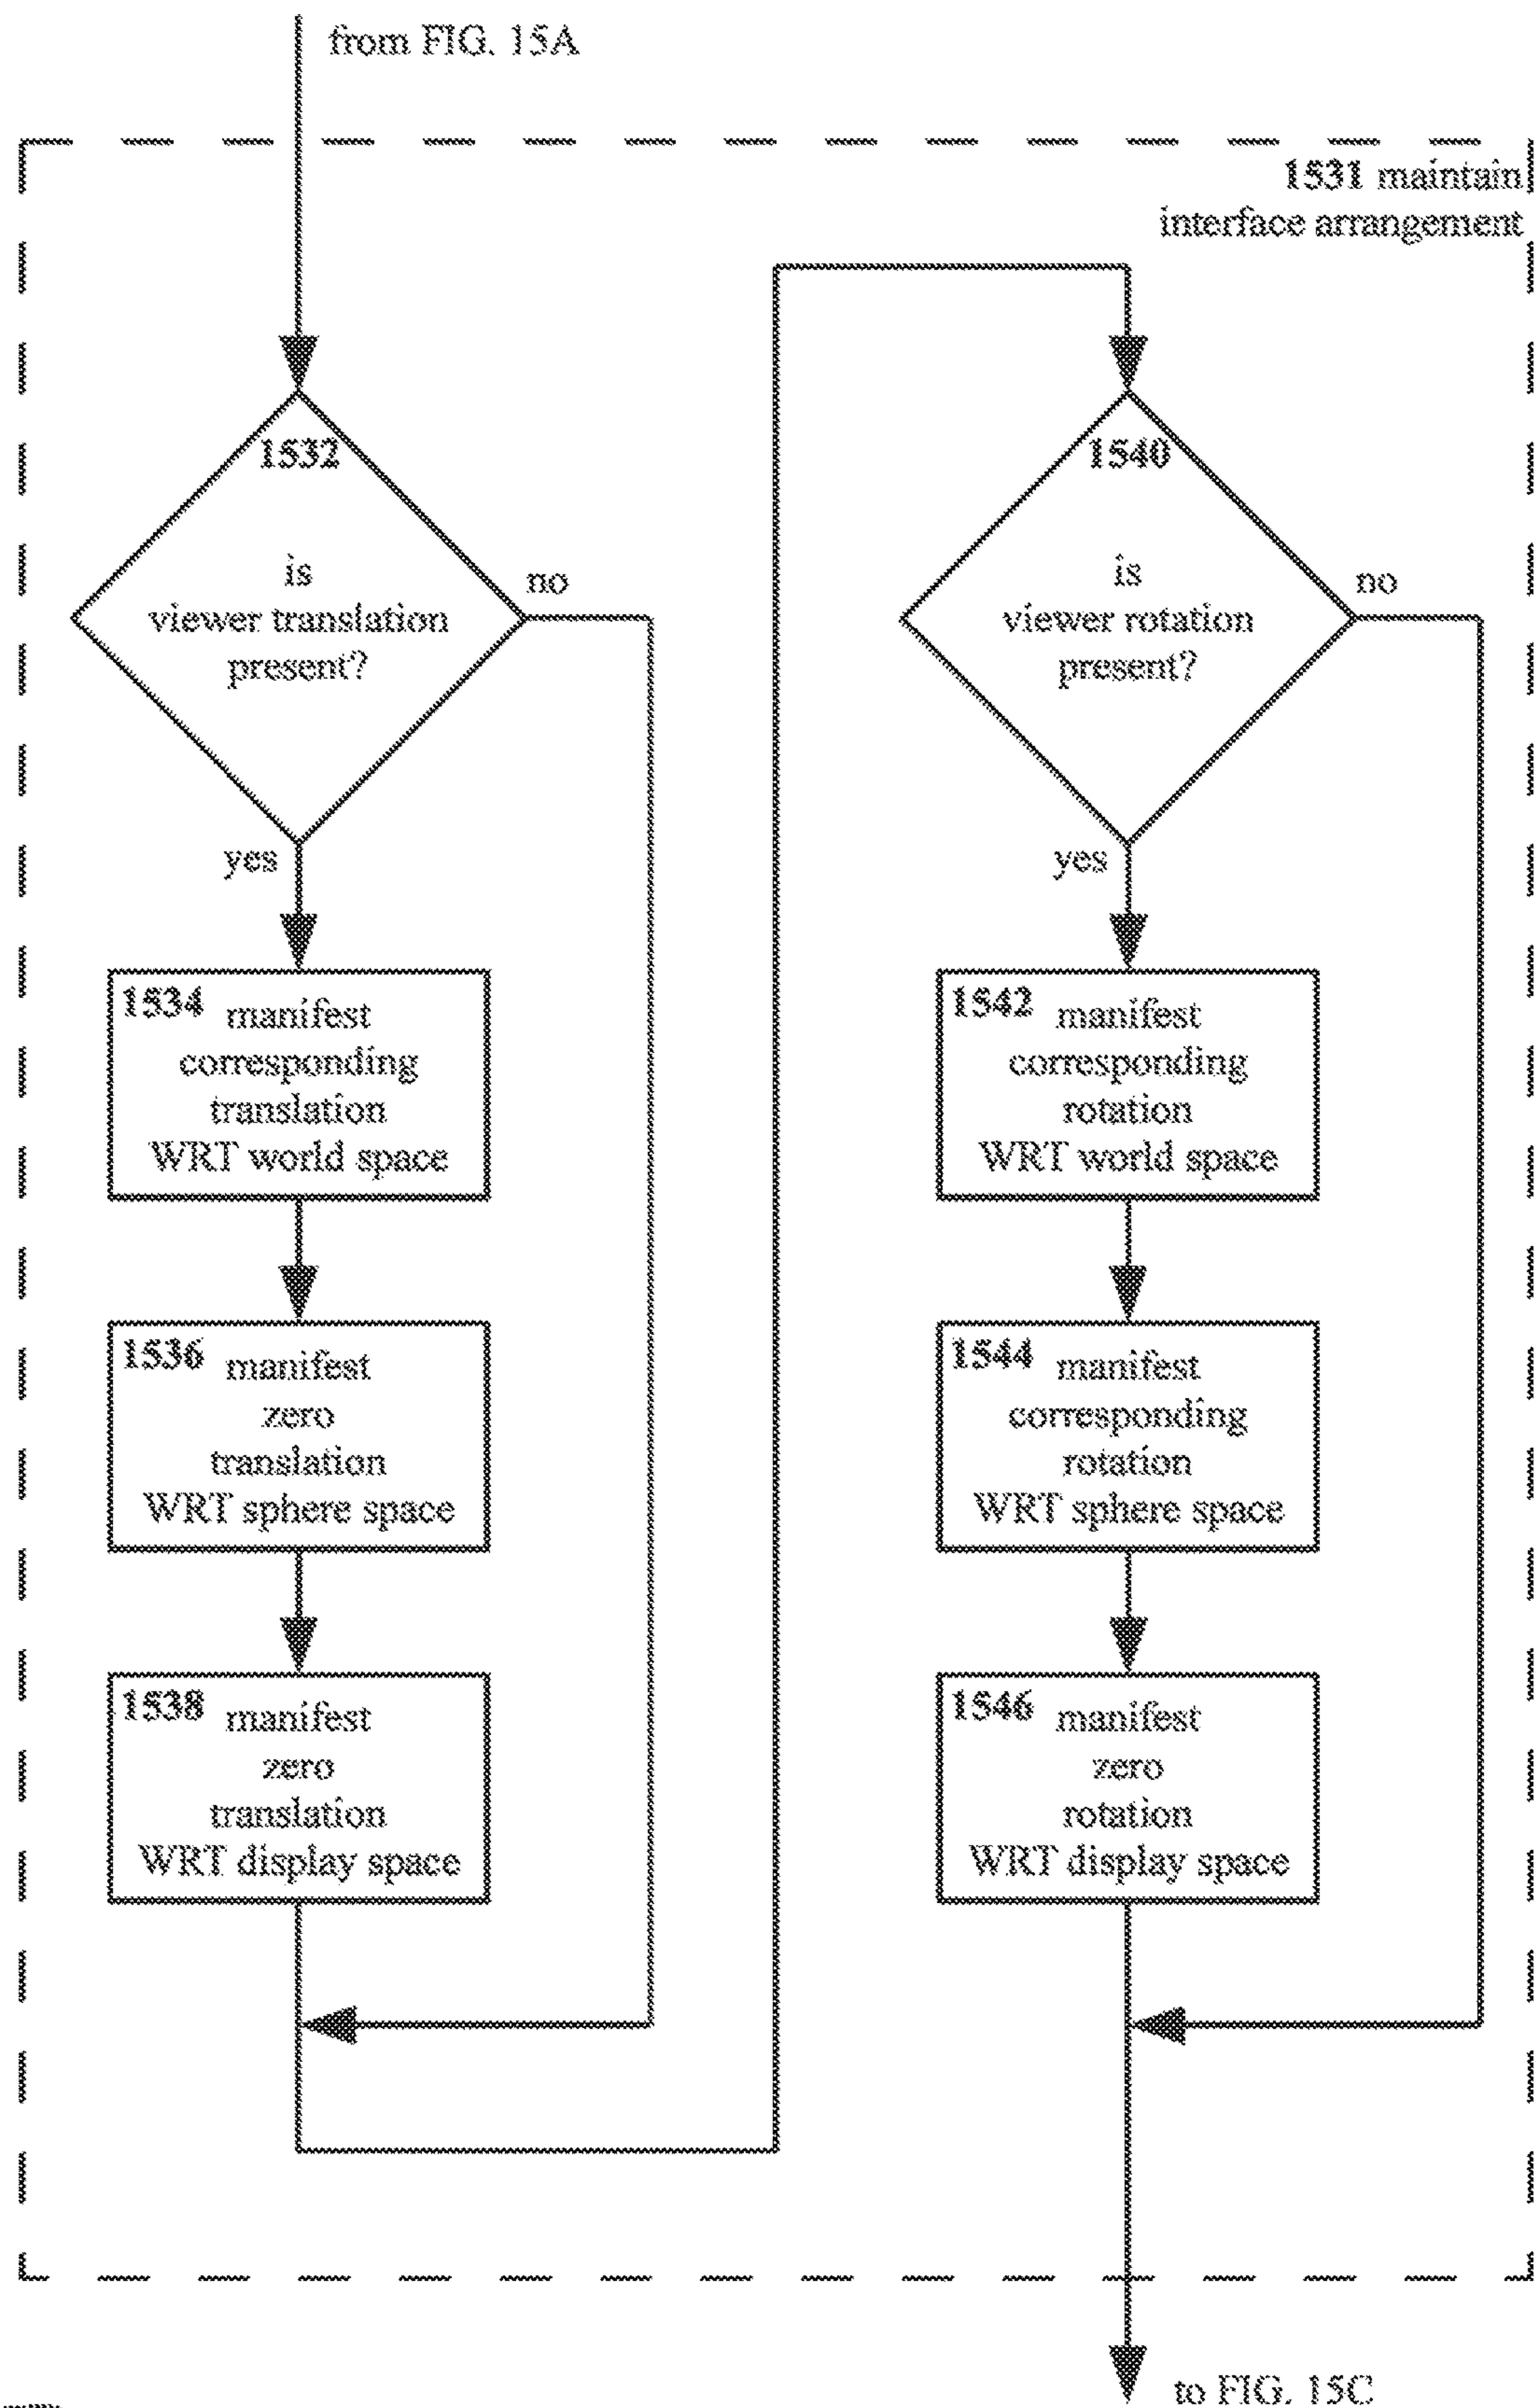 from FIG. 15A
1531 maintain
interface arrangement
1532
is
viewer translation
present?
no
yes
1534 manifest
corresponding
translation
WRT world space
1536 manifest
zero
translation
WRT sphere space
1538 manifest
zero
translation
WRT display space
1540
is
viewer rotation
present?
no
yes
1542 manifest
corresponding
rotation
WRT world space
1544 manifest
corresponding
rotation
WRT sphere space
1546 manifest
zero
rotation
WRT display space
to FIG. 15C